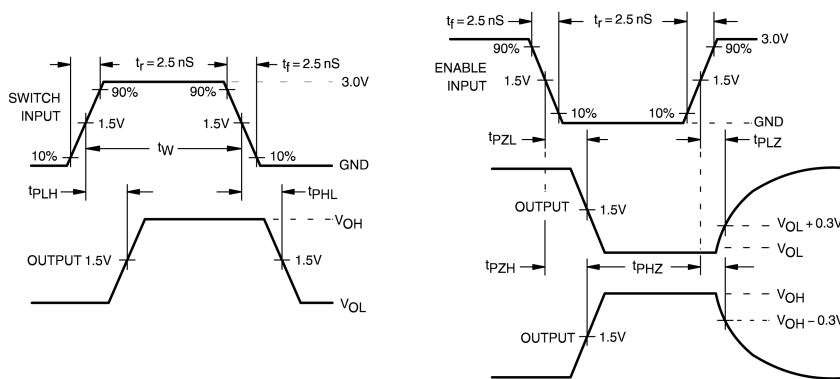 tr = 2.5 nS
tf = 2.5 nS
3.0V
SWITCH
INPUT
90%
90%
1.5V
1.5V
tW
10%
10%
GND
tPLH
tPHL
VOH
OUTPUT 1.5V
1.5V
VOL
tf = 2.5 nS
tr = 2.5 nS
90%
90%
3.0V
ENABLE
INPUT
1.5V
1.5V
10%
10%
GND
tPZL
tPLZ
OUTPUT
1.5V
VOL + 0.3V
VOL
tPZH
tPHZ
VOH
VOH – 0.3V
OUTPUT
1.5V